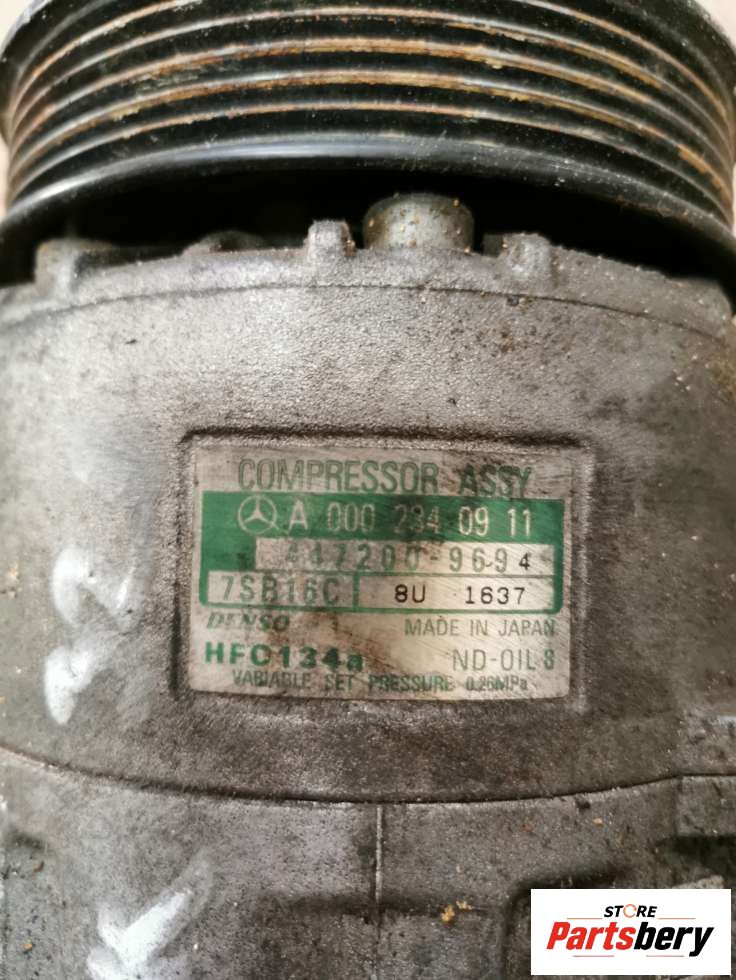 COMPRESSOR ASSY
A 000 234 09 11
447200-9694
7SB16C 8U 1637
DENSO MADE IN JAPAN
HFC134a ND-OIL 8
VARIABLE SET PRESSURE 0.26MPa
STORE
Partsbery